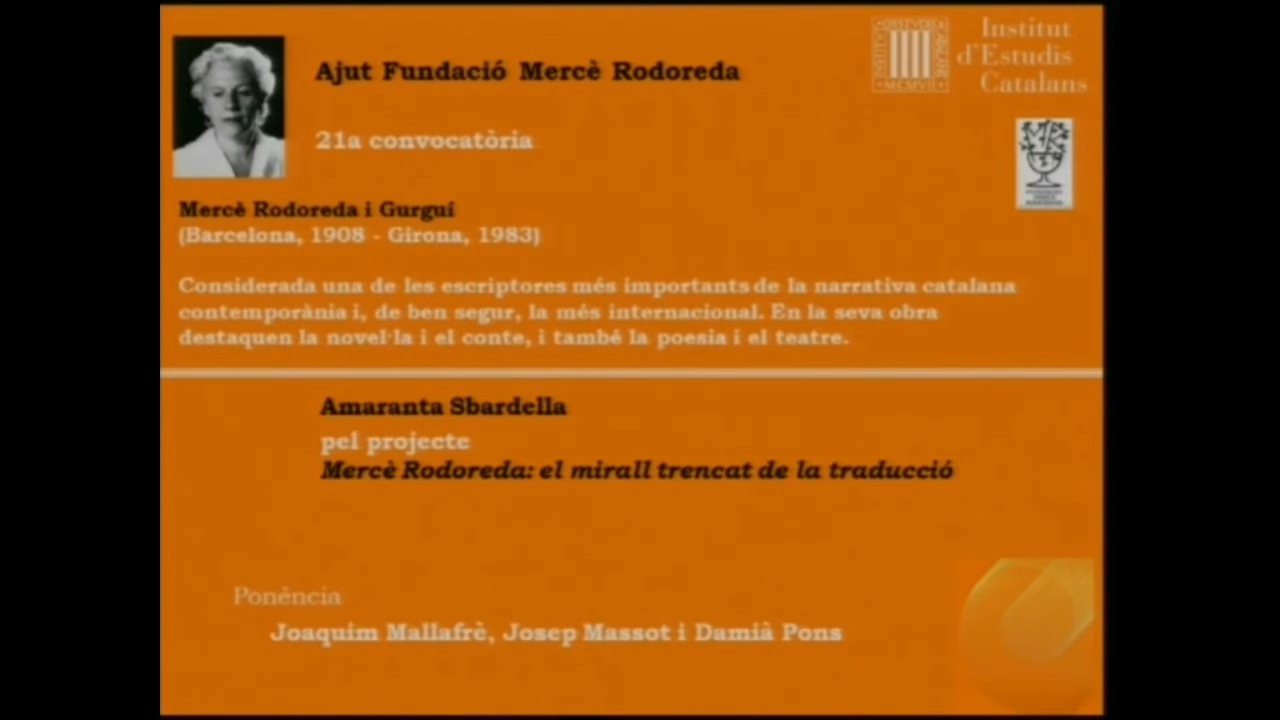 Ajut Fundació Mercè Rodoreda
Institut
d'Estudis
Catalans
MCMVII
21a convocatòria
Mercè Rodoreda i Gurguí
(Barcelona, 1908 - Girona, 1983)
Considerada una de les escriptores més importants de la narrativa catalana
contemporània i, de ben segur, la més internacional. En la seva obra
destaquen la novel·la i el conte, i també la poesia i el teatre.
Amaranta Sbardella
pel projecte
Mercè Rodoreda: el mirall trencat de la traducció
Ponència
Joaquim Mallafrè, Josep Massot i Damià Pons